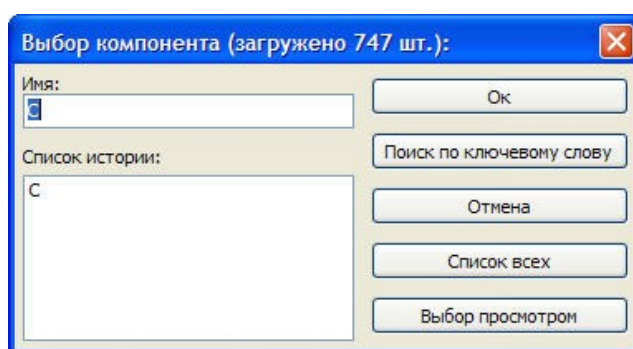 Выбор компонента (загружено 747 шт.):
Имя:
C
Ок
Поиск по ключевому слову
Список истории:
C
Отмена
Список всех
Выбор просмотром